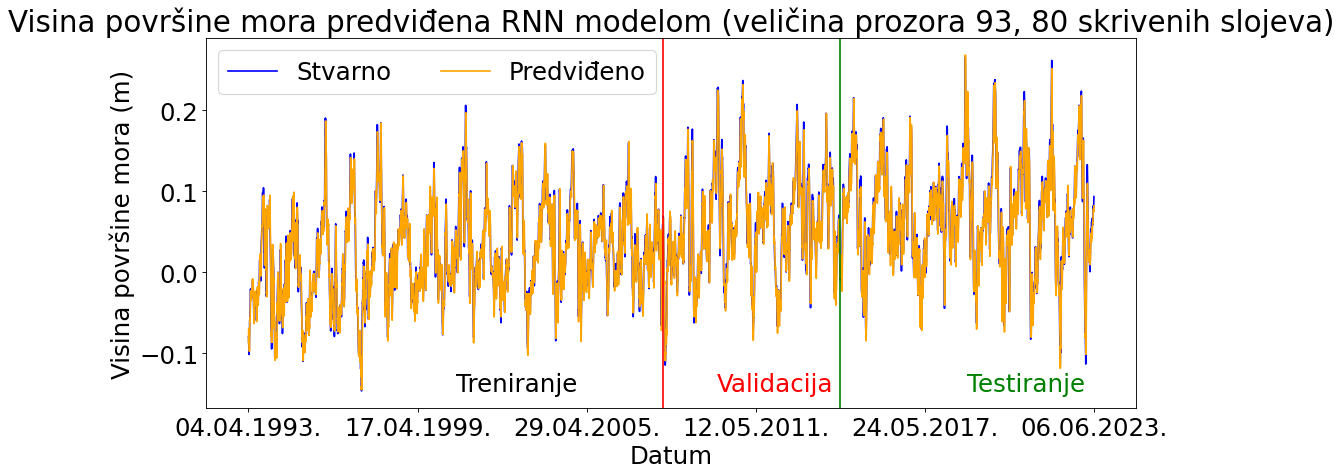 Visina površine mora predviđena RNN modelom (veličina prozora 93, 80 skrivenih slojeva)
Stvarno Predviđeno
Visina površine mora (m)
0.2
0.1
0.0
−0.1
Treniranje Validacija Testiranje
04.04.1993. 17.04.1999. 29.04.2005. 12.05.2011. 24.05.2017. 06.06.2023.
Datum